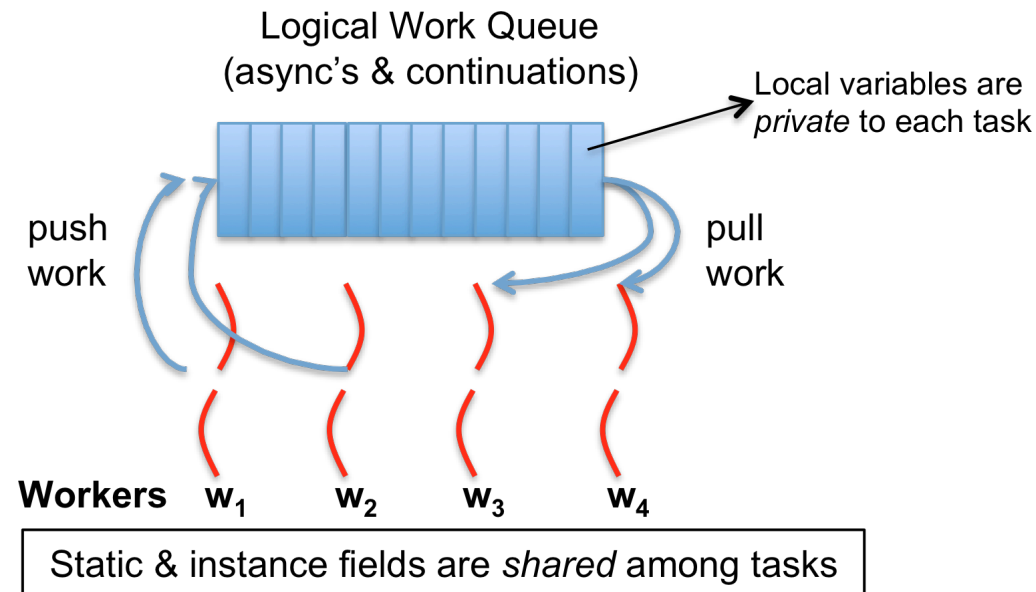 Logical Work Queue
(async's & continuations)
Local variables are
private to each task
push
work
pull
work
Workers w₁ w₂ w₃ w₄
Static & instance fields are shared among tasks